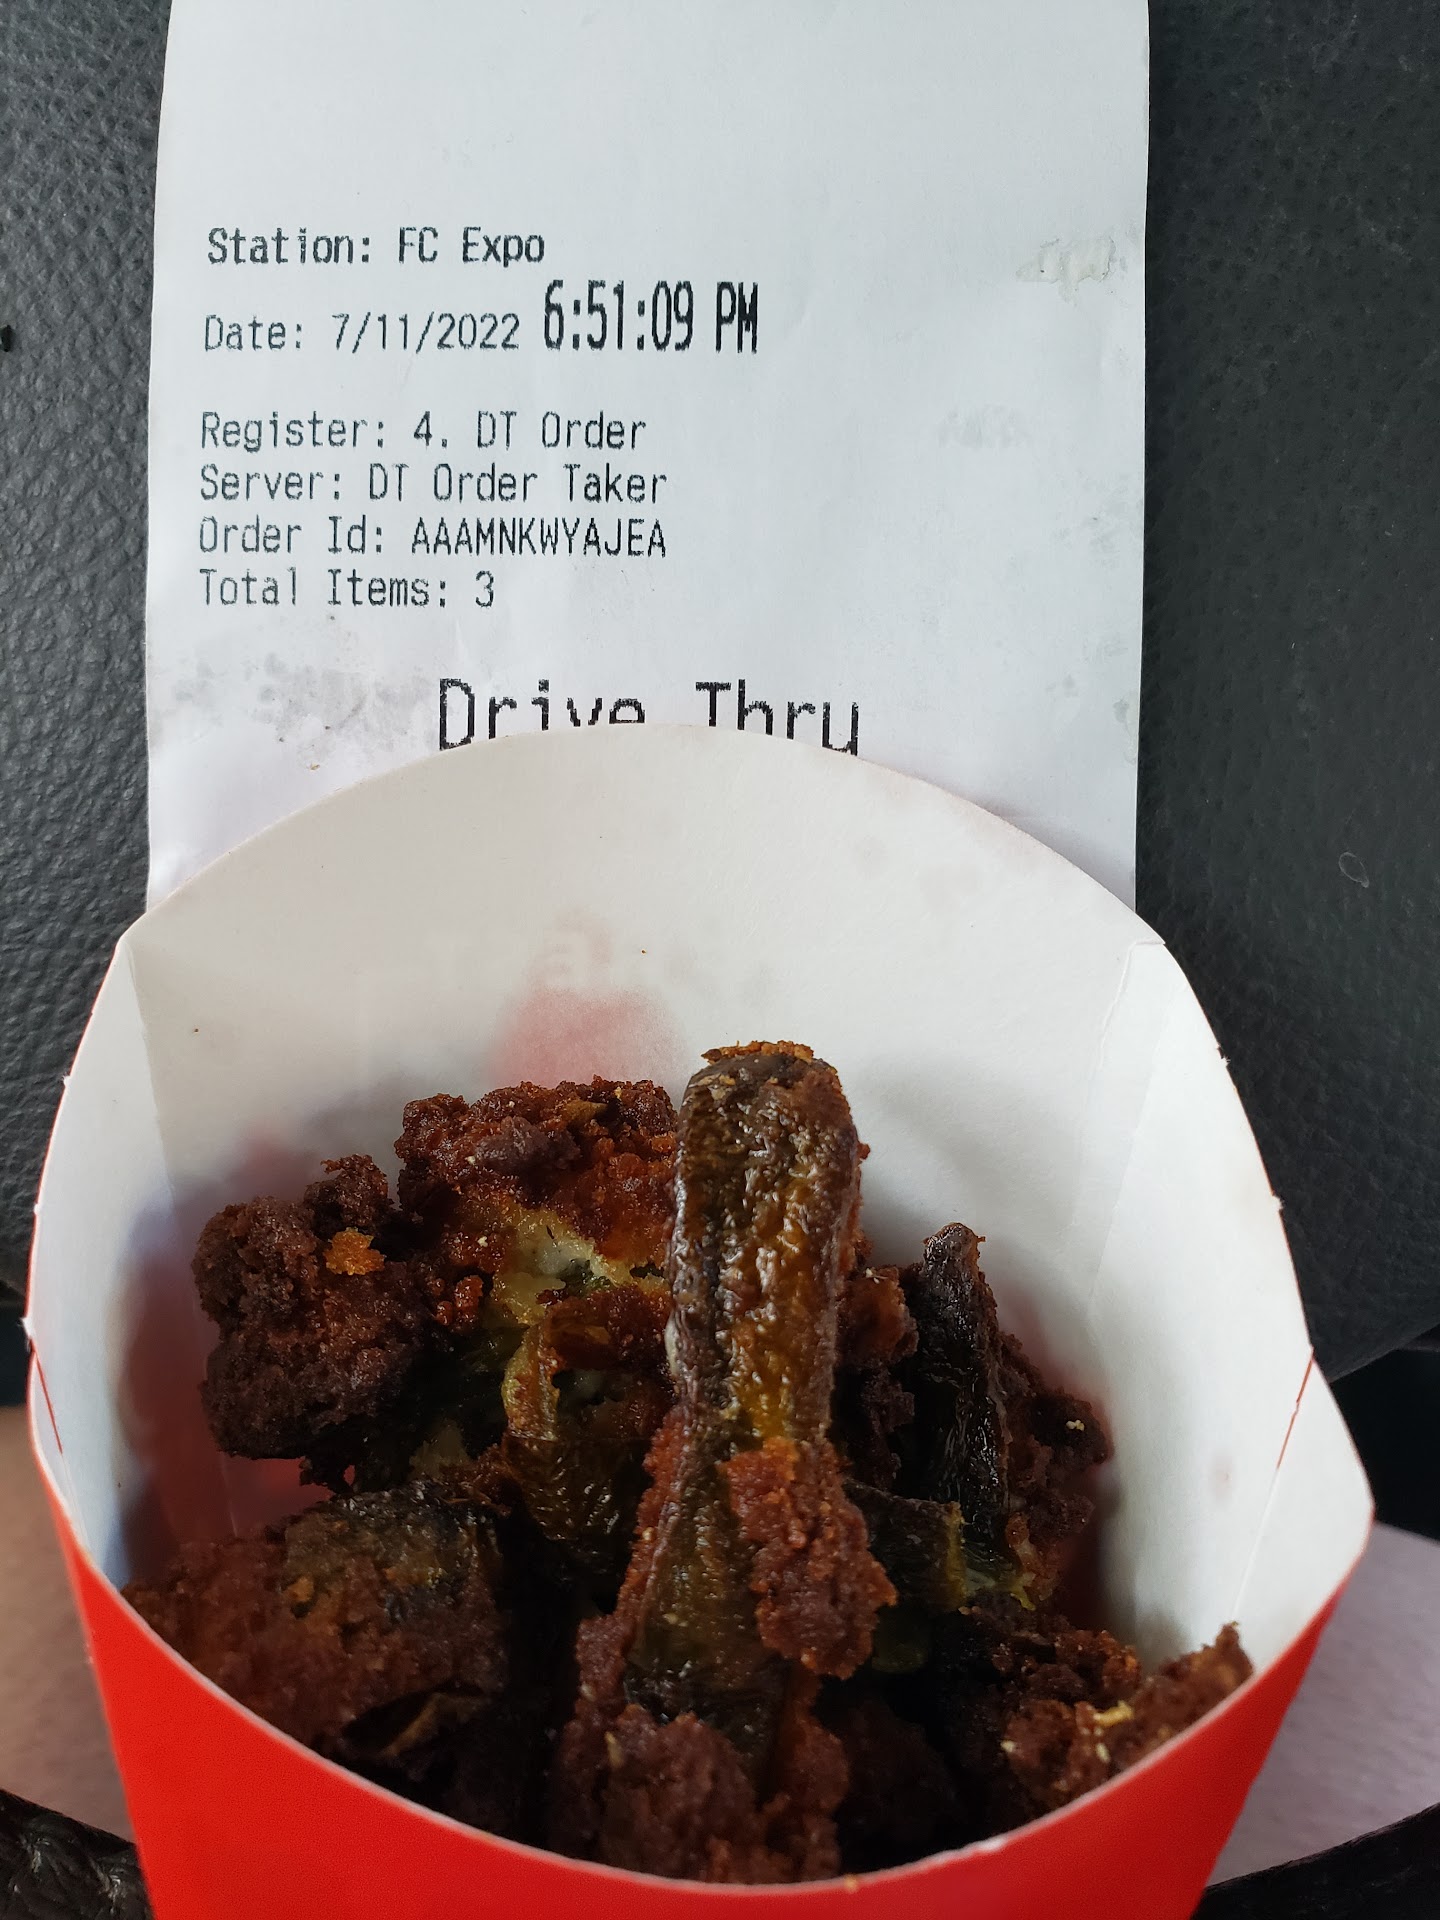 Station: FC Expo
Date: 7/11/2022 6:51:09 PM
Register: 4. DT Order
Server: DT Order Taker
Order Id: AAAMNKWYAJEA
Total Items: 3
Drive Thru